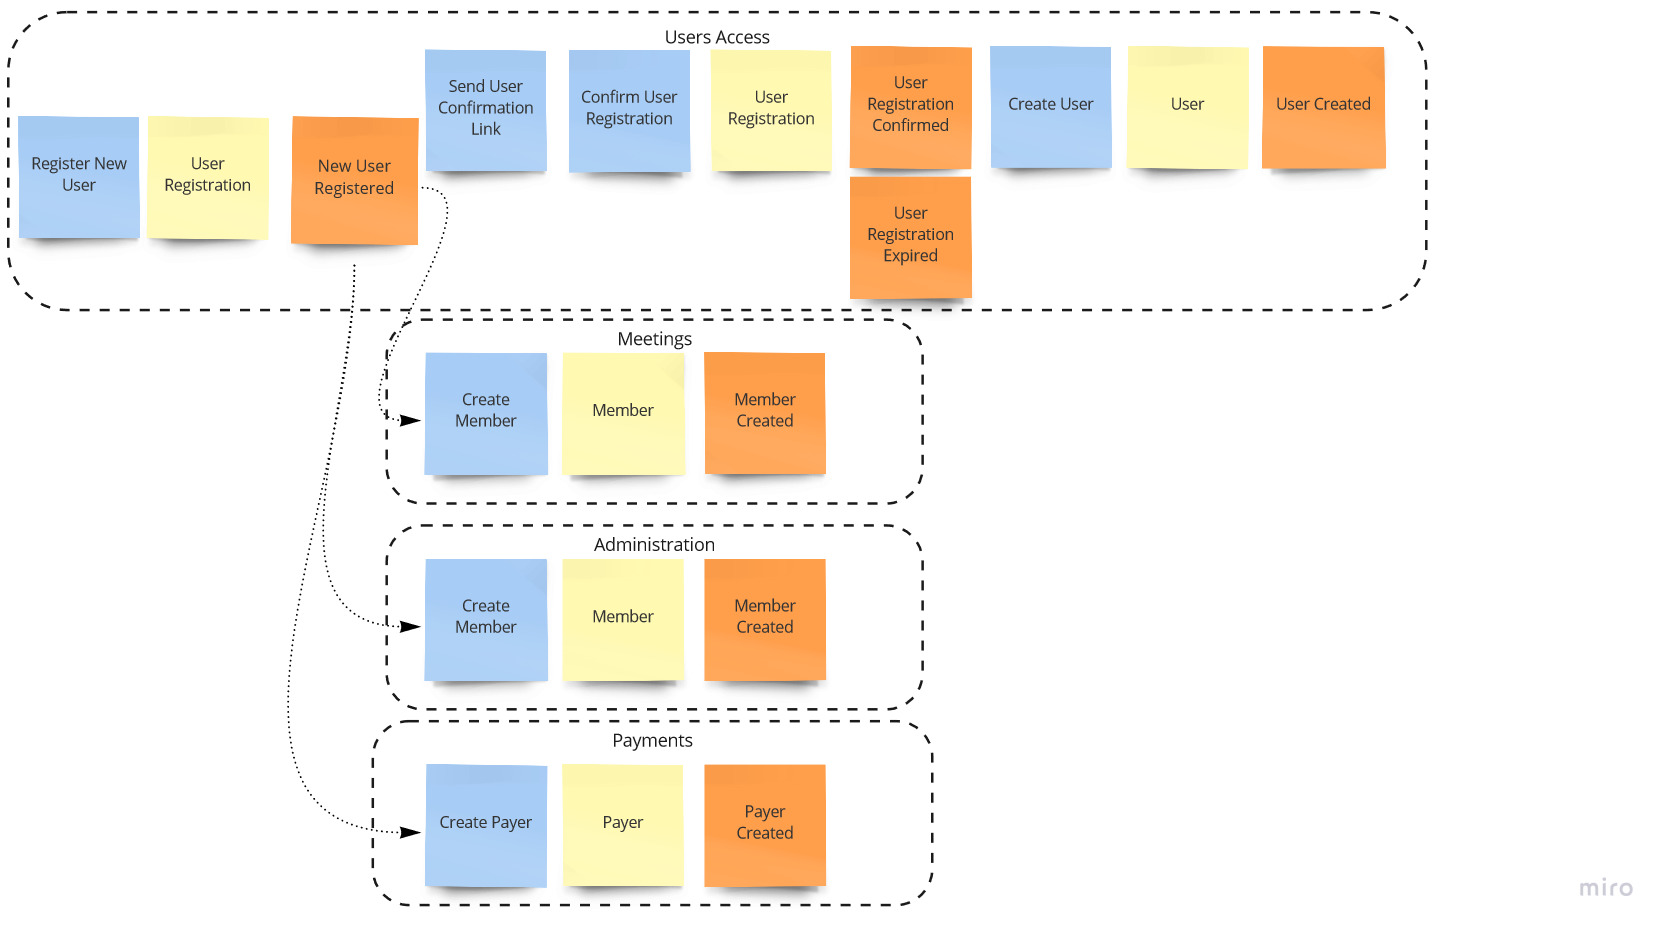 Users Access
Register New
User
User
Registration
New User
Registered
Send User
Confirmation
Link
Confirm User
Registration
User
Registration
User
Registration
Confirmed
User
Registration
Expired
Create User
User
User Created
Meetings
Create
Member
Member
Member
Created
Administration
Create
Member
Member
Member
Created
Payments
Create Payer
Payer
Payer
Created
miro